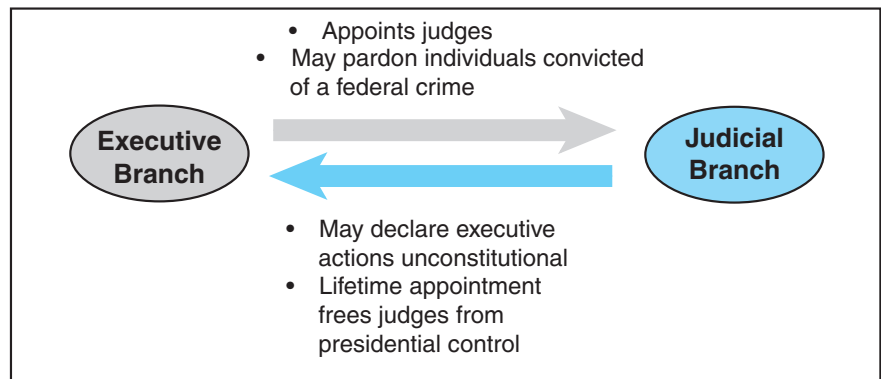 • Appoints judges
• May pardon individuals convicted
of a federal crime
Executive
Branch
Judicial
Branch
• May declare executive
actions unconstitutional
• Lifetime appointment
frees judges from
presidential control